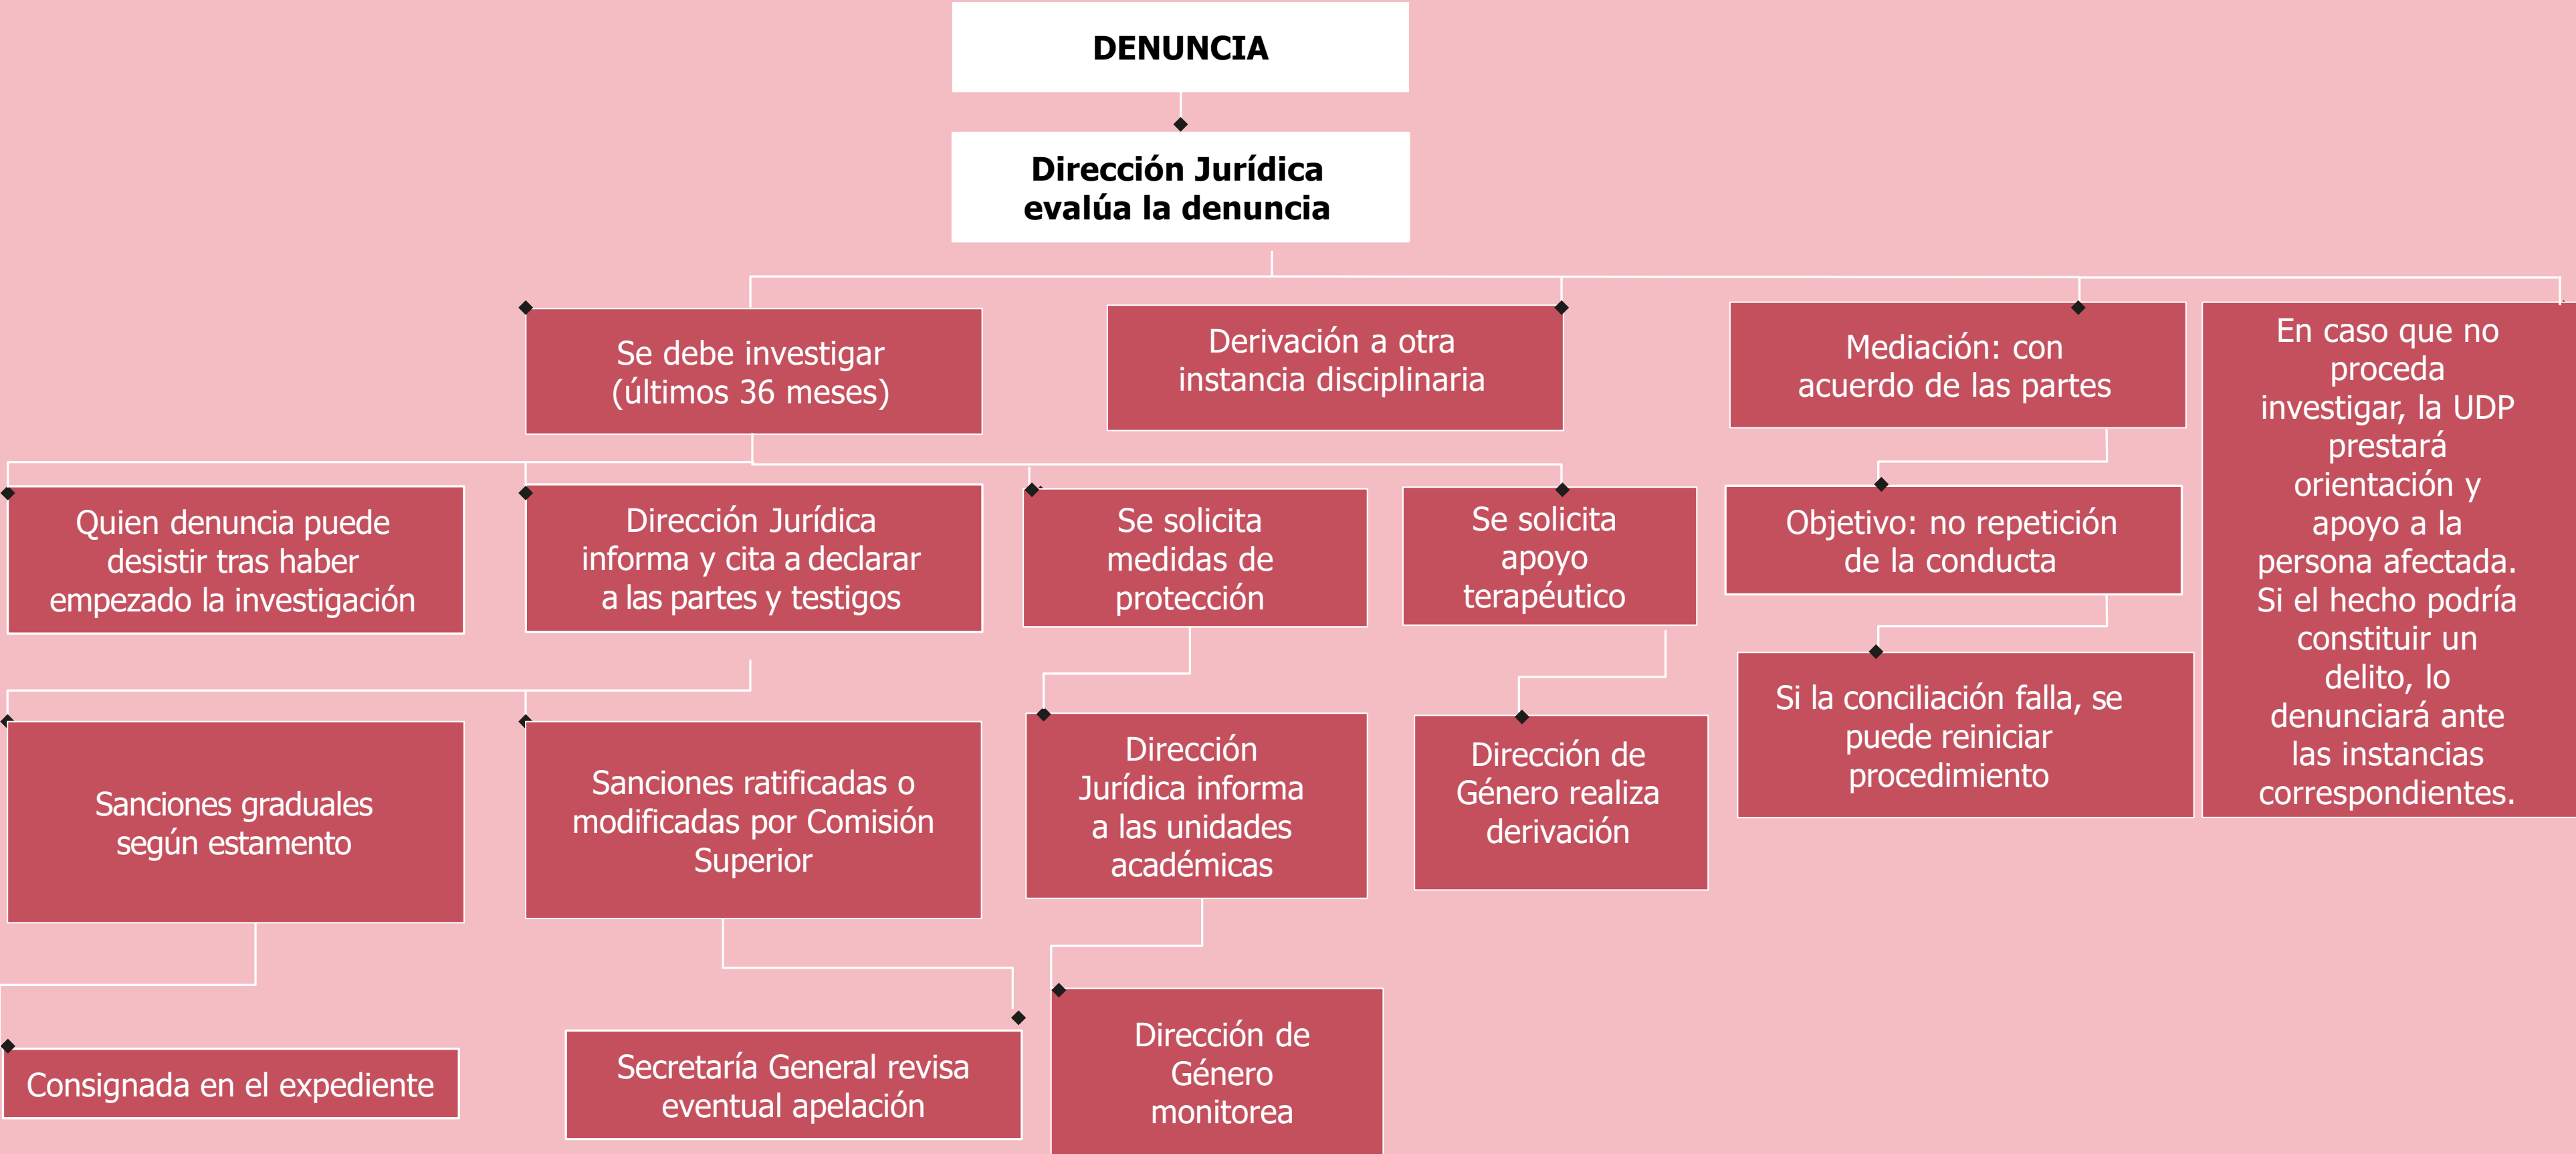 DENUNCIA
Dirección Jurídica
evalúa la denuncia
Se debe investigar
(últimos 36 meses)
Derivación a otra
instancia disciplinaria
Mediación: con
acuerdo de las partes
En caso que no
proceda
investigar, la UDP
prestará
orientación y
apoyo a la
persona afectada.
Si el hecho podría
constituir un
delito, lo
denunciará ante
las instancias
correspondientes.
Quien denuncia puede
desistir tras haber
empezado la investigación
Dirección Jurídica
informa y cita a declarar
a las partes y testigos
Se solicita
medidas de
protección
Se solicita
apoyo
terapéutico
Objetivo: no repetición
de la conducta
Sanciones graduales
según estamento
Sanciones ratificadas o
modificadas por Comisión
Superior
Dirección
Jurídica informa
a las unidades
académicas
Dirección de
Género realiza
derivación
Si la conciliación falla, se
puede reiniciar
procedimiento
Consignada en el expediente
Secretaría General revisa
eventual apelación
Dirección de
Género
monitorea